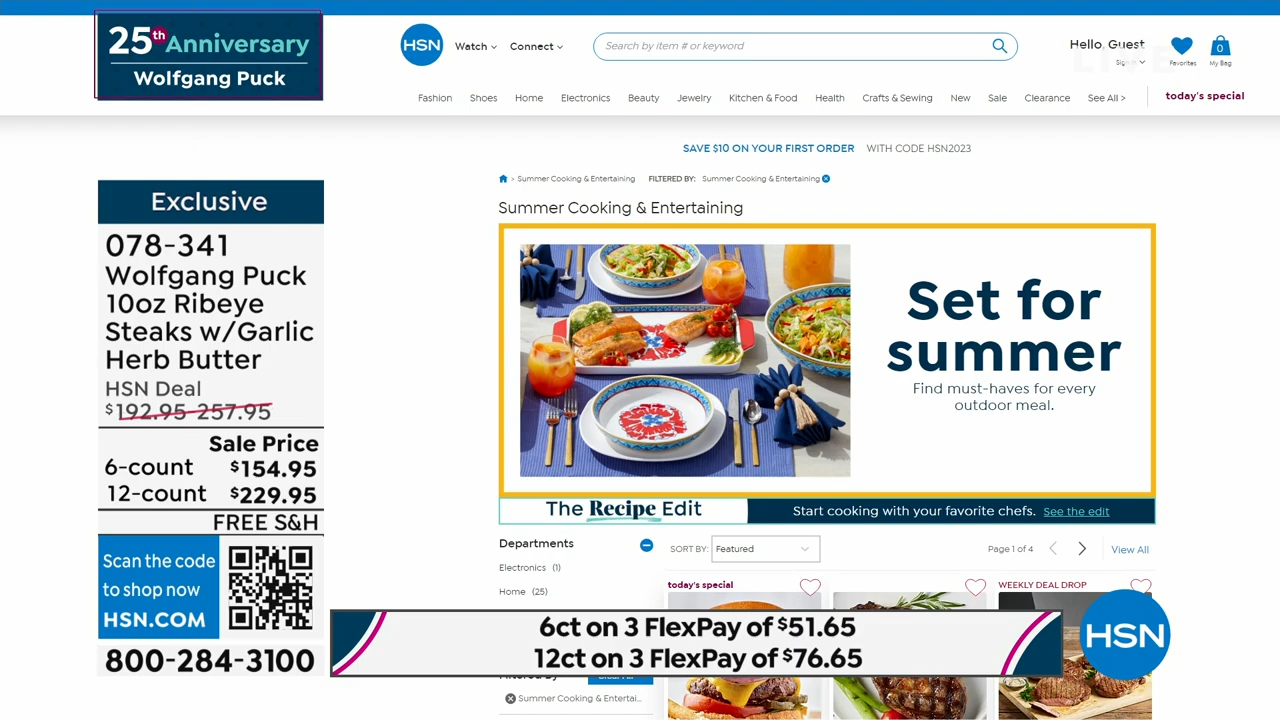 25th Anniversary
Wolfgang Puck
HSN
Watch
Connect
Search by item # or keyword
Hello, Guest
Sign In
Favorites
0
My Bag
LIVE
Fashion
Shoes
Home
Electronics
Beauty
Jewelry
Kitchen & Food
Health
Crafts & Sewing
New
Sale
Clearance
See All >
today's special
SAVE $10 ON YOUR FIRST ORDER WITH CODE HSN2023
> Summer Cooking & Entertaining FILTERED BY: Summer Cooking & Entertaining
Summer Cooking & Entertaining
Set for
summer
Find must-haves for every
outdoor meal.
The Recipe Edit
Start cooking with your favorite chefs. See the edit
Departments
Electronics (1)
Home (25)
SORT BY: Featured
Page 1 of 4
View All
today's special
WEEKLY DEAL DROP
Summer Cooking & Entertai...
Exclusive
078-341
Wolfgang Puck
10oz Ribeye
Steaks w/Garlic
Herb Butter
HSN Deal
$192.95-257.95
Sale Price
6-count $154.95
12-count $229.95
FREE S&H
Scan the code
to shop now
HSN.COM
800-284-3100
6ct on 3 FlexPay of $51.65
12ct on 3 FlexPay of $76.65
HSN